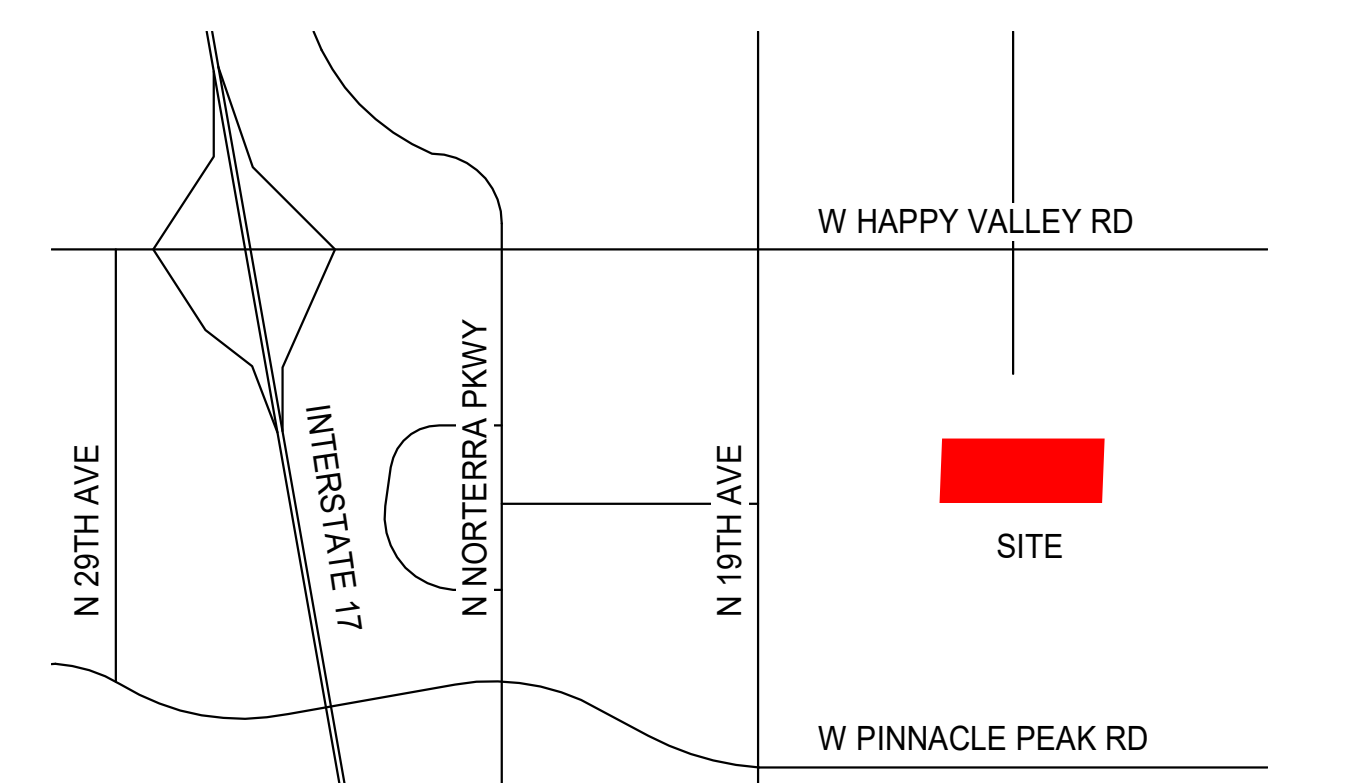 W HAPPY VALLEY RD
N 29TH AVE
INTERSTATE 17
N NORTERRA PKWY
N 19TH AVE
SITE
W PINNACLE PEAK RD